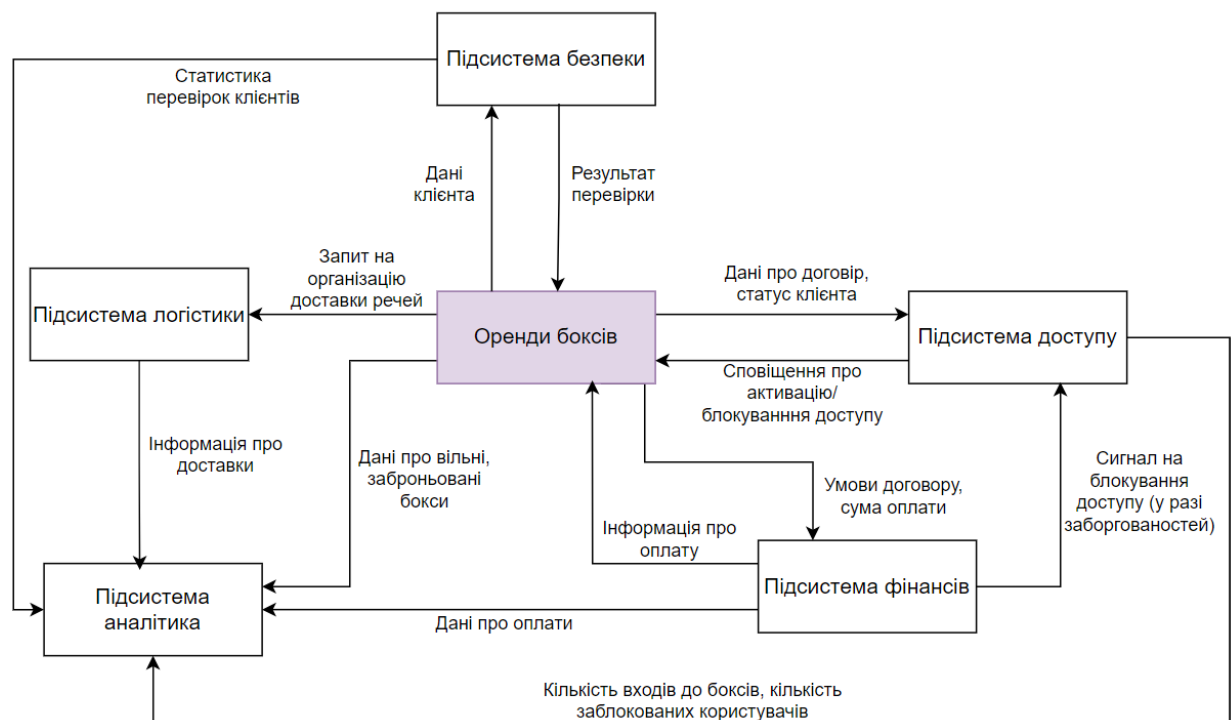 Підсистема безпеки
Статистика
перевірок клієнтів
Дані
клієнта
Результат
перевірки
Запит на
організацію
доставки речей
Дані про договір,
статус клієнта
Підсистема логістики
Оренди боксів
Підсистема доступу
Сповіщення про
активацію/
блокуванння доступу
Інформація про
доставки
Дані про вільні,
заброньовані
бокси
Умови договору,
сума оплати
Сигнал на
блокування
доступу (у разі
заборгованостей)
Інформація про
оплату
Підсистема
аналітика
Підсистема фінансів
Дані про оплати
Кількість входів до боксів, кількість
заблокованих користувачів